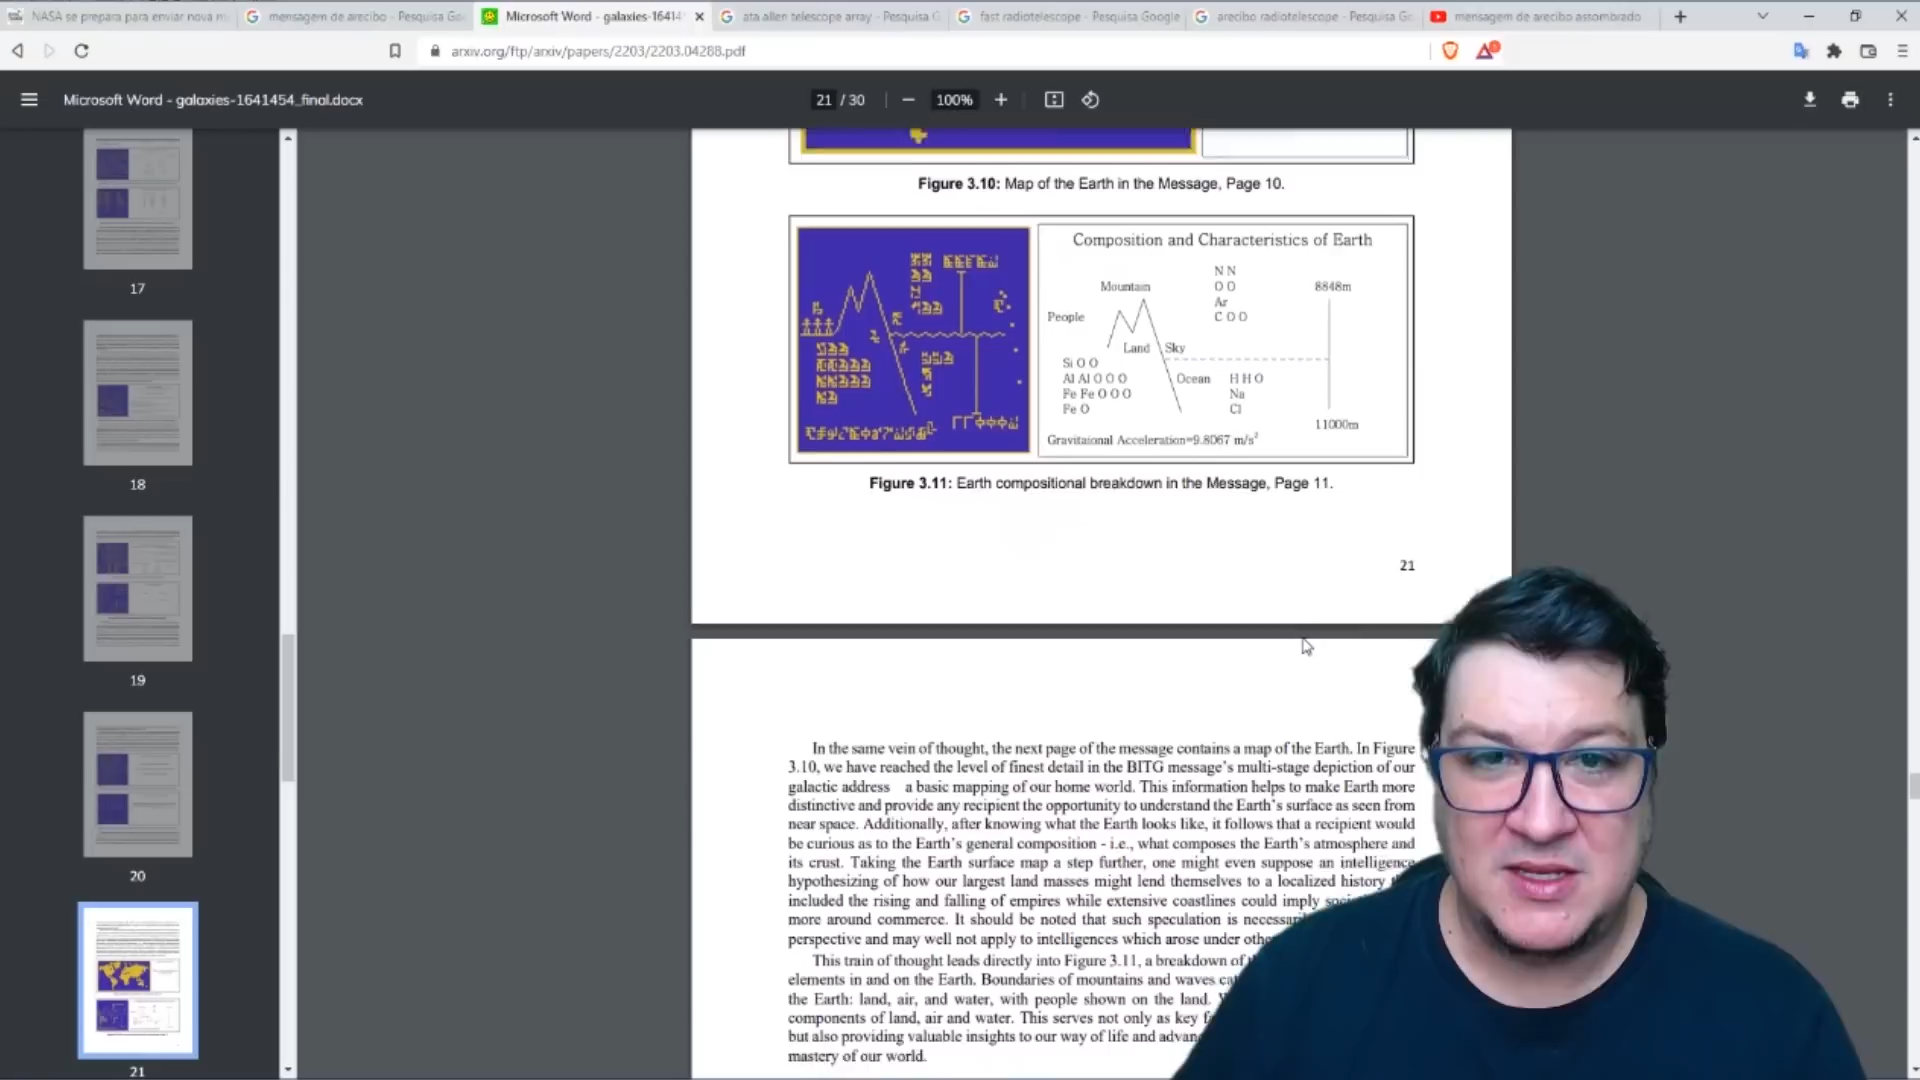 NASA se prepara para enviar nova m
mensagem de arecibo - Pesquisa Go
Microsoft Word - galaxies-16414
ata allen telescope array - Pesquisa G
fast radiotelescope - Pesquisa Google
arecibo radiotelescope - Pesquisa Go
mensagem de arecibo assombrado
arxiv.org/ftp/arxiv/papers/2203/2203.04288.pdf
Microsoft Word - galaxies-1641454_final.docx
21 / 30
100%
17
18
19
20
21
Figure 3.10: Map of the Earth in the Message, Page 10.
Composition and Characteristics of Earth
N N
Mountain
O O
8848m
Ar
People
C O O
Land
Sky
Si O O
Al Al O O O
Ocean
H H O
Fe Fe O O O
Na
Fe O
Cl
11000m
Gravitaional Acceleration=9.8067 m/s²
Figure 3.11: Earth compositional breakdown in the Message, Page 11.
21
In the same vein of thought, the next page of the message contains a map of the Earth. In Figure
3.10, we have reached the level of finest detail in the BITG message's multi-stage depiction of our
galactic address a basic mapping of our home world. This information helps to make Earth more
distinctive and provide any recipient the opportunity to understand the Earth's surface as seen from
near space. Additionally, after knowing what the Earth looks like, it follows that a recipient would
be curious as to the Earth's general composition - i.e., what composes the Earth's atmosphere and
its crust. Taking the Earth surface map a step further, one might even suppose an intelligence
hypothesizing of how our largest land masses might lend themselves to a localized history
included the rising and falling of empires while extensive coastlines could imply
more around commerce. It should be noted that such speculation is
perspective and may well not apply to intelligences which arose under
This train of thought leads directly into Figure 3.11, a breakdown of
elements in and on the Earth. Boundaries of mountains and waves
the Earth: land, air, and water, with people shown on the land.
components of land, air and water. This serves not only as key
but also providing valuable insights to our way of life and
mastery of our world.